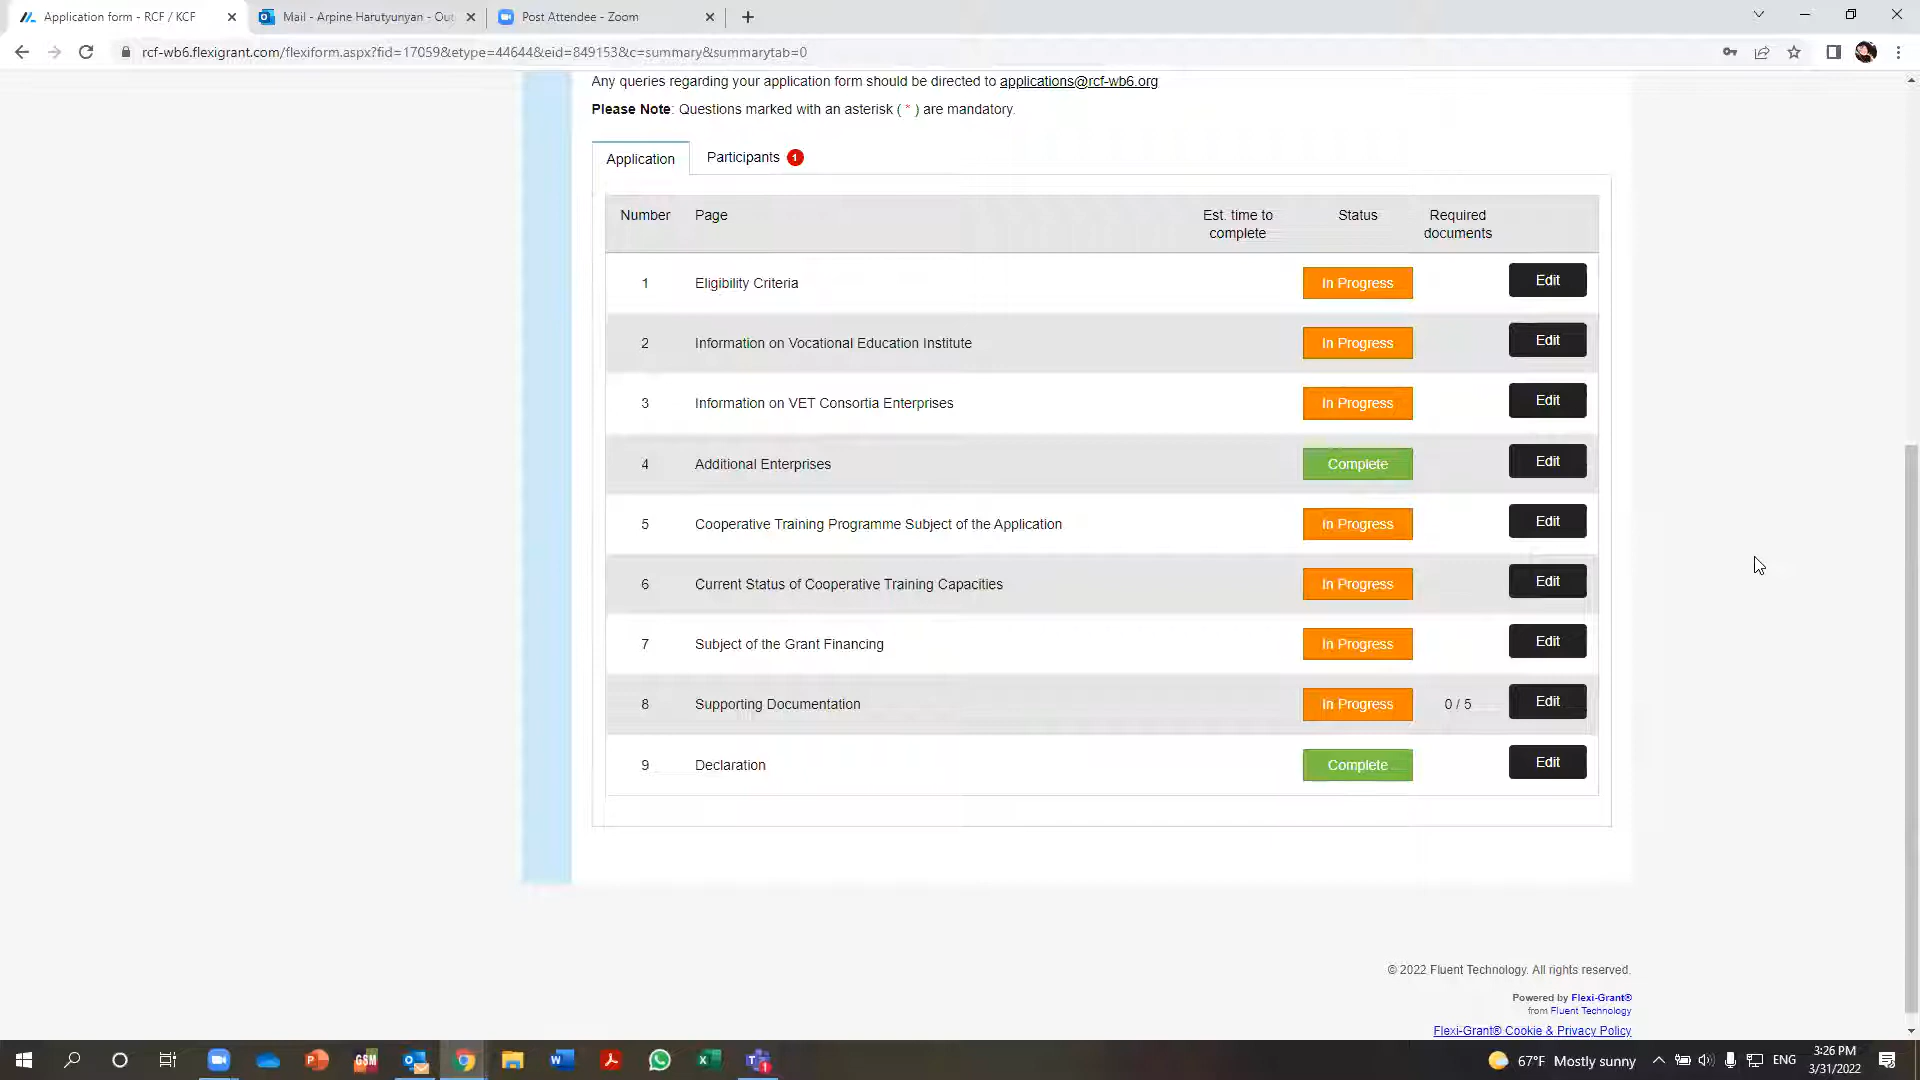 Application form - RCF / KCF
Mail - Arpine Harutyunyan - Out
Post Attendee - Zoom
rcf-wb6.flexigrant.com/flexiform.aspx?fid=17059&etype=44644&eid=849153&c=summary&summarytab=0
Any queries regarding your application form should be directed to applications@rcf-wb6.org
Please Note: Questions marked with an asterisk ( * ) are mandatory.
Application Participants 1
Number Page Est. time to complete Status Required documents
1 Eligibility Criteria In Progress Edit
2 Information on Vocational Education Institute In Progress Edit
3 Information on VET Consortia Enterprises In Progress Edit
4 Additional Enterprises Complete Edit
5 Cooperative Training Programme Subject of the Application In Progress Edit
6 Current Status of Cooperative Training Capacities In Progress Edit
7 Subject of the Grant Financing In Progress Edit
8 Supporting Documentation In Progress 0 / 5 Edit
9 Declaration Complete Edit
© 2022 Fluent Technology. All rights reserved.
Powered by Flexi-Grant®
from Fluent Technology
Flexi-Grant® Cookie & Privacy Policy
GSM
67°F Mostly sunny
ENG
3:26 PM
3/31/2022